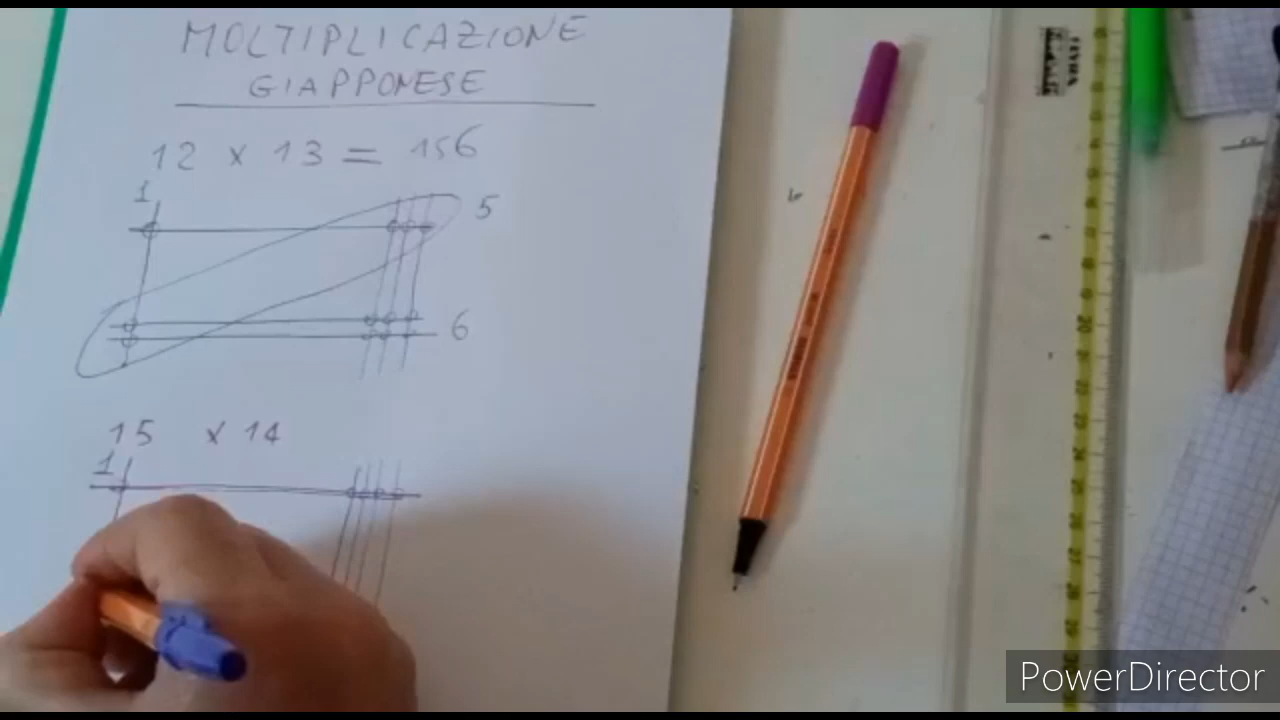 MOLTIPLICAZIONE
GIAPPONESE
12 x 13 = 156
1
5
6
15 x 14
1
PowerDirector